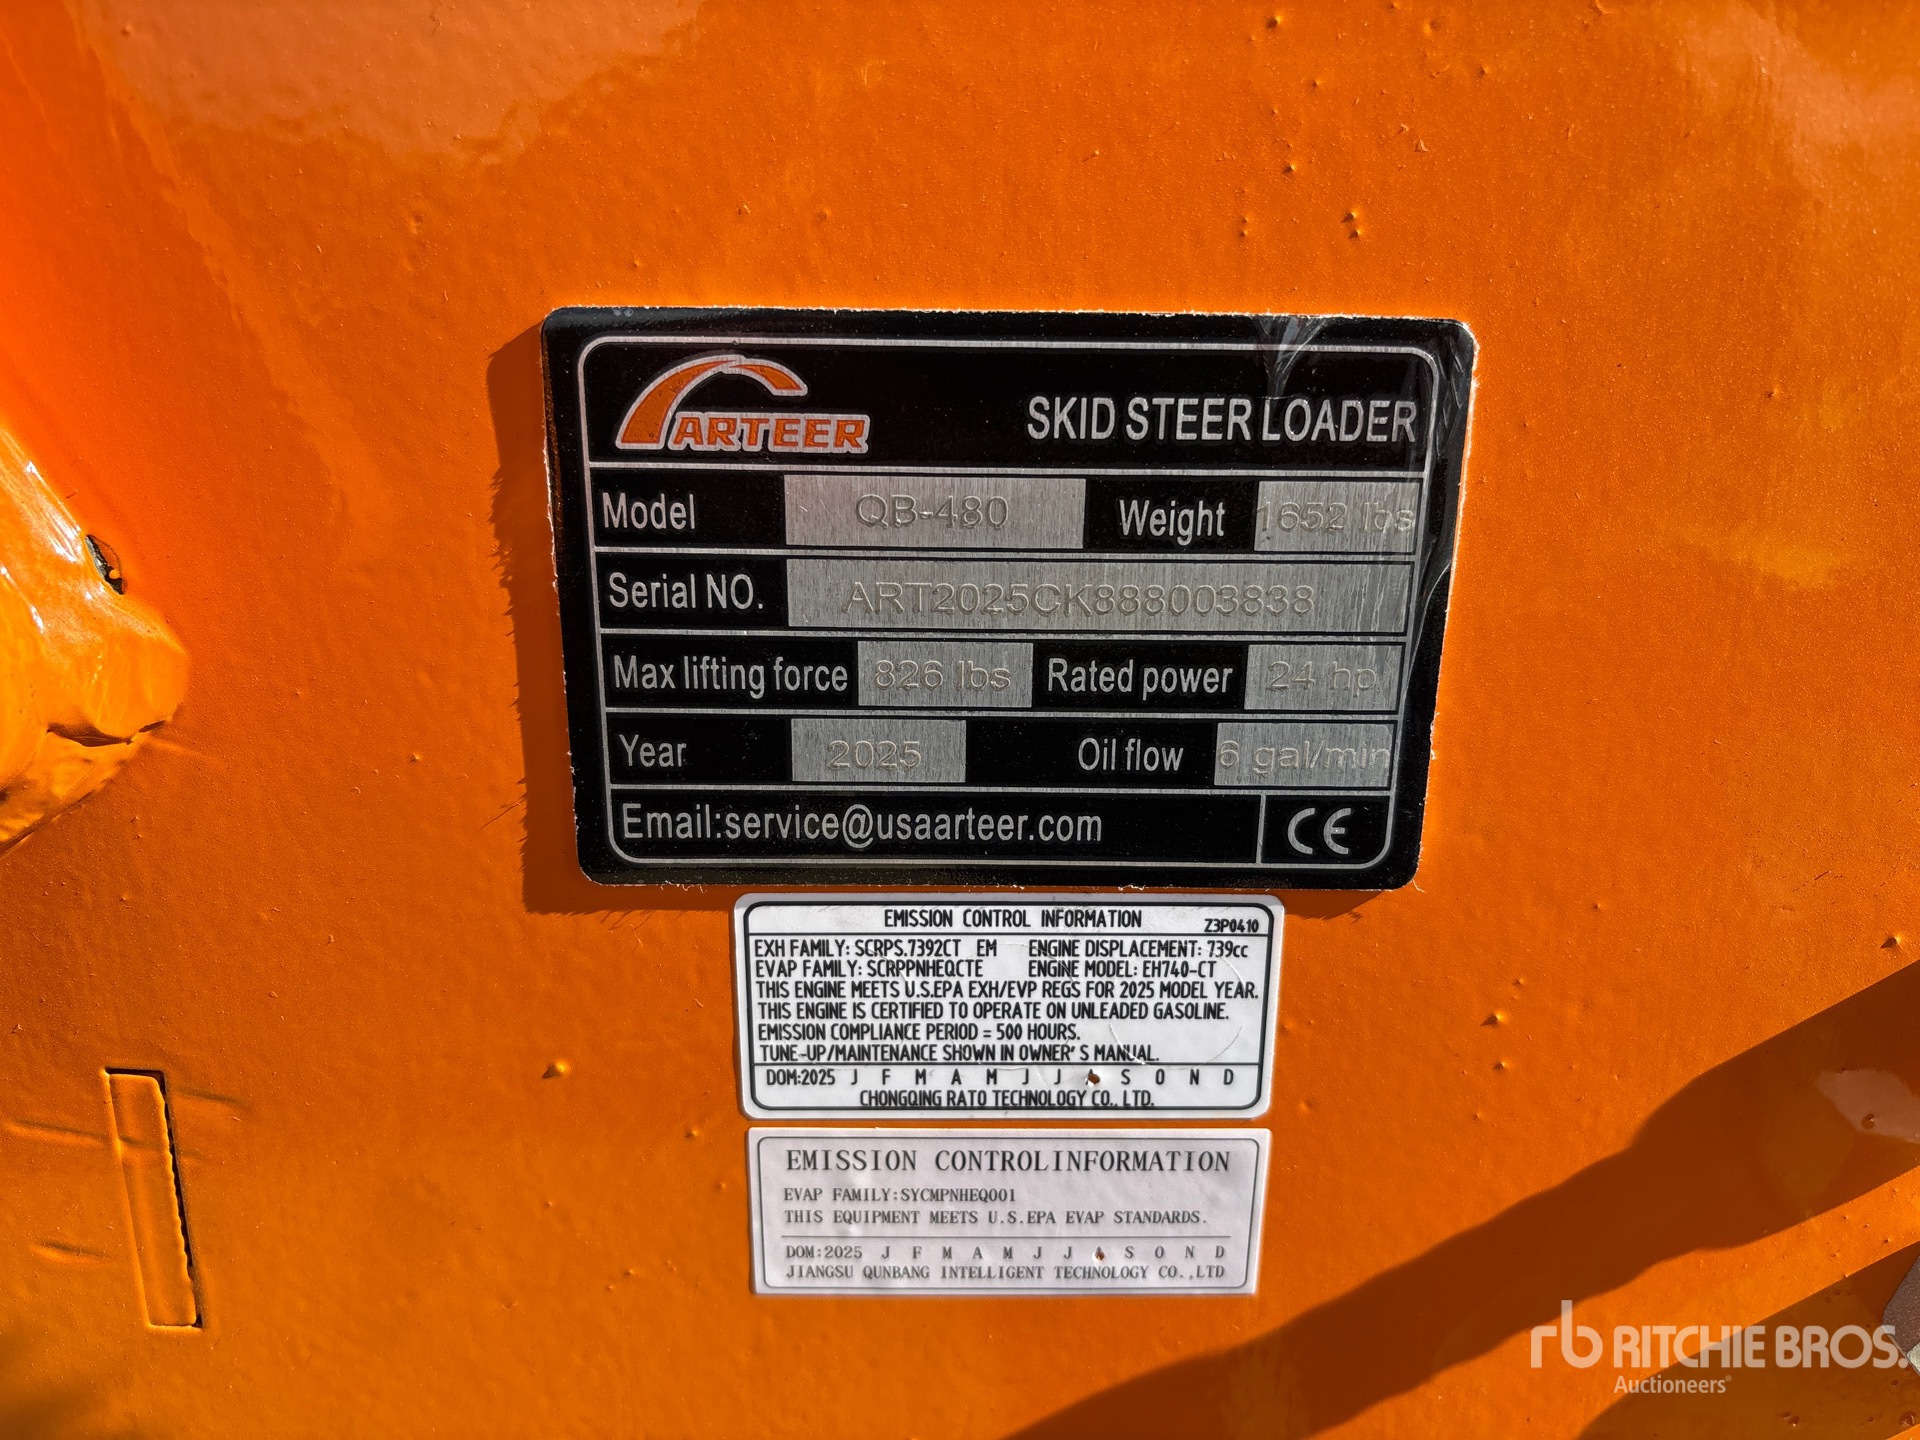 ARTEER SKID STEER LOADER
Model QB-480 Weight 1652 lbs
Serial NO. ART2025CK888003838
Max lifting force 826 lbs Rated power 24 hp
Year 2025 Oil flow 6 gal/min
Email:service@usaarteer.com CE
EMISSION CONTROL INFORMATION Z3P0410
EXH FAMILY: SCRPS.7392CT EM ENGINE DISPLACEMENT: 739cc
EVAP FAMILY: SCRPPNHEQCTE ENGINE MODEL: EH740-CT
THIS ENGINE MEETS U.S.EPA EXH/EVP REGS FOR 2025 MODEL YEAR.
THIS ENGINE IS CERTIFIED TO OPERATE ON UNLEADED GASOLINE.
EMISSION COMPLIANCE PERIOD = 500 HOURS.
TUNE-UP/MAINTENANCE SHOWN IN OWNER'S MANUAL.
DOM:2025 J F M A M J J A S O N D
CHONGQING RATO TECHNOLOGY CO., LTD.
EMISSION CONTROLINFORMATION
EVAP FAMILY:SYCMPNHEQ001
THIS EQUIPMENT MEETS U.S.EPA EVAP STANDARDS.
DOM:2025 J F M A M J J A S O N D
JIANGSU QUNBANG INTELLIGENT TECHNOLOGY CO.,LTD
rb RITCHIE BROS.
Auctioneers